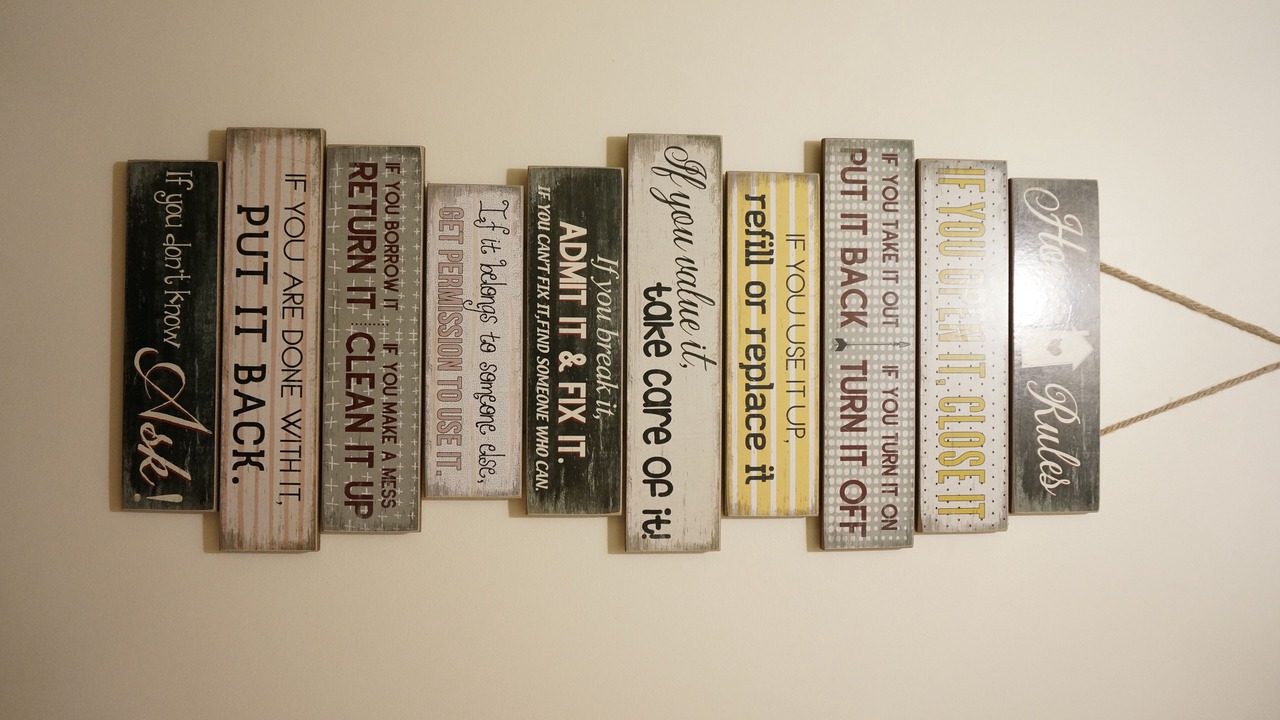 Ho Rules
IF YOU OPEN IT, CLOSE IT
IF YOU TAKE IT OUT IF YOU TURN IT ON
PUT IT BACK TURN IT OFF
IF YOU USE IT UP,
refill or replace it
If you value it,
take care of it!
If you break it,
ADMIT IT & FIX IT.
IF YOU CAN'T FIX IT, FIND SOMEONE WHO CAN.
If it belongs to someone else,
GET PERMISSION TO USE IT.
IF YOU BORROW IT IF YOU MAKE A MESS
RETURN IT CLEAN IT UP
IF YOU ARE DONE WITH IT,
PUT IT BACK.
If you don't know Ask!